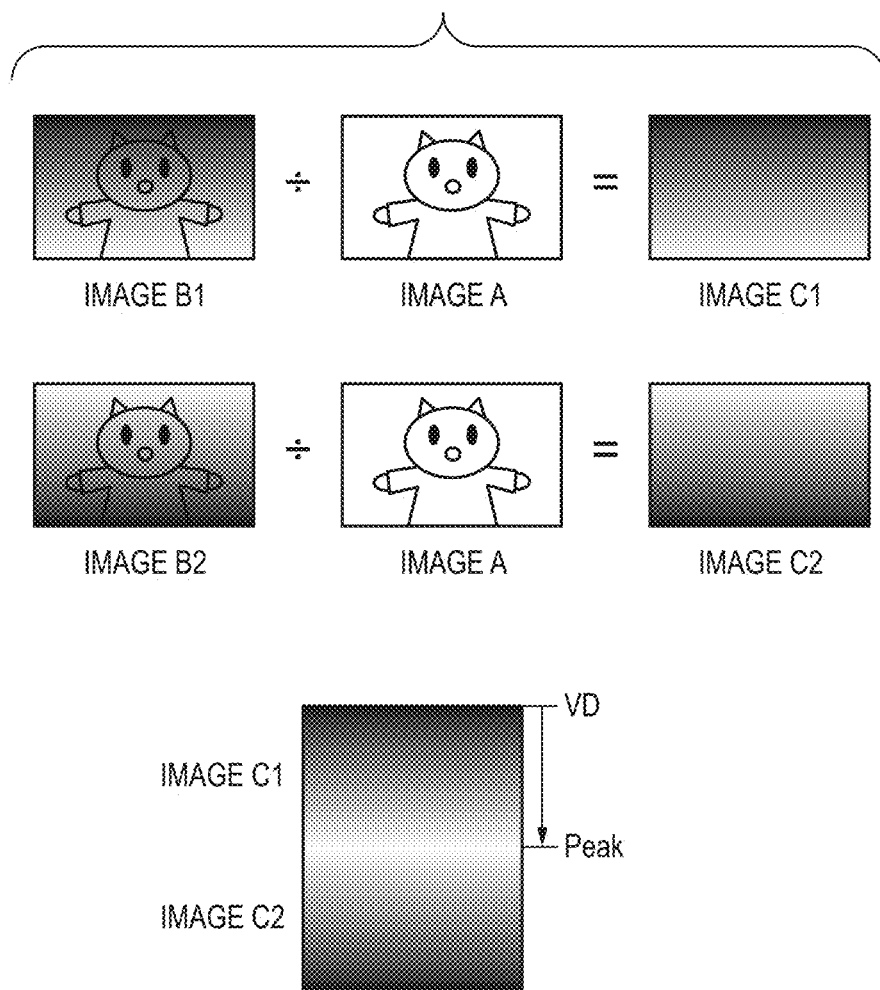 ÷ =
IMAGE B1 IMAGE A IMAGE C1
÷ =
IMAGE B2 IMAGE A IMAGE C2
VD
IMAGE C1
Peak
IMAGE C2